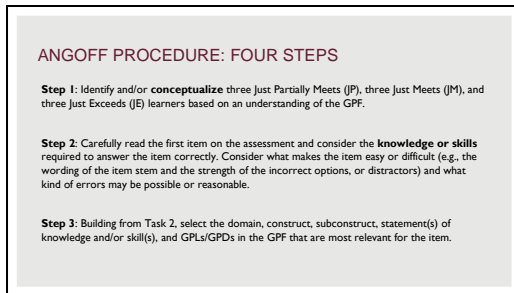 ANGOFF PROCEDURE: FOUR STEPS
Step 1: Identify and/or conceptualize three Just Partially Meets (JP), three Just Meets (JM), and
three Just Exceeds (JE) learners based on an understanding of the GPF.
Step 2: Carefully read the first item on the assessment and consider the knowledge or skills
required to answer the item correctly. Consider what makes the item easy or difficult (e.g., the
wording of the item stem and the strength of the incorrect options, or distractors) and what
kind of errors may be possible or reasonable.
Step 3: Building from Task 2, select the domain, construct, subconstruct, statement(s) of
knowledge and/or skill(s), and GPLs/GPDs in the GPF that are most relevant for the item.